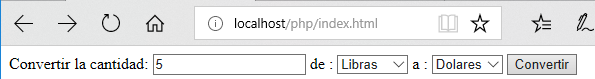 localhost/php/index.html
Convertir la cantidad: 5 de : Libras a : Dolares Convertir